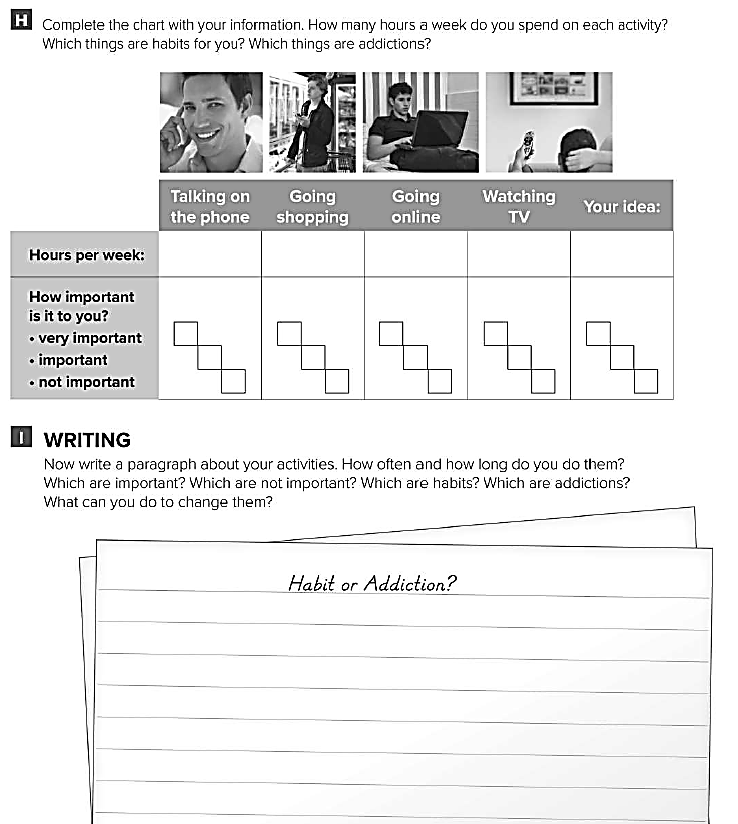 H Complete the chart with your information. How many hours a week do you spend on each activity?
Which things are habits for you? Which things are addictions?
Talking on the phone
Going shopping
Going online
Watching TV
Your idea:
Hours per week:
How important
is it to you?
• very important
• important
• not important
I WRITING
Now write a paragraph about your activities. How often and how long do you do them?
Which are important? Which are not important? Which are habits? Which are addictions?
What can you do to change them?
Habit or Addiction?